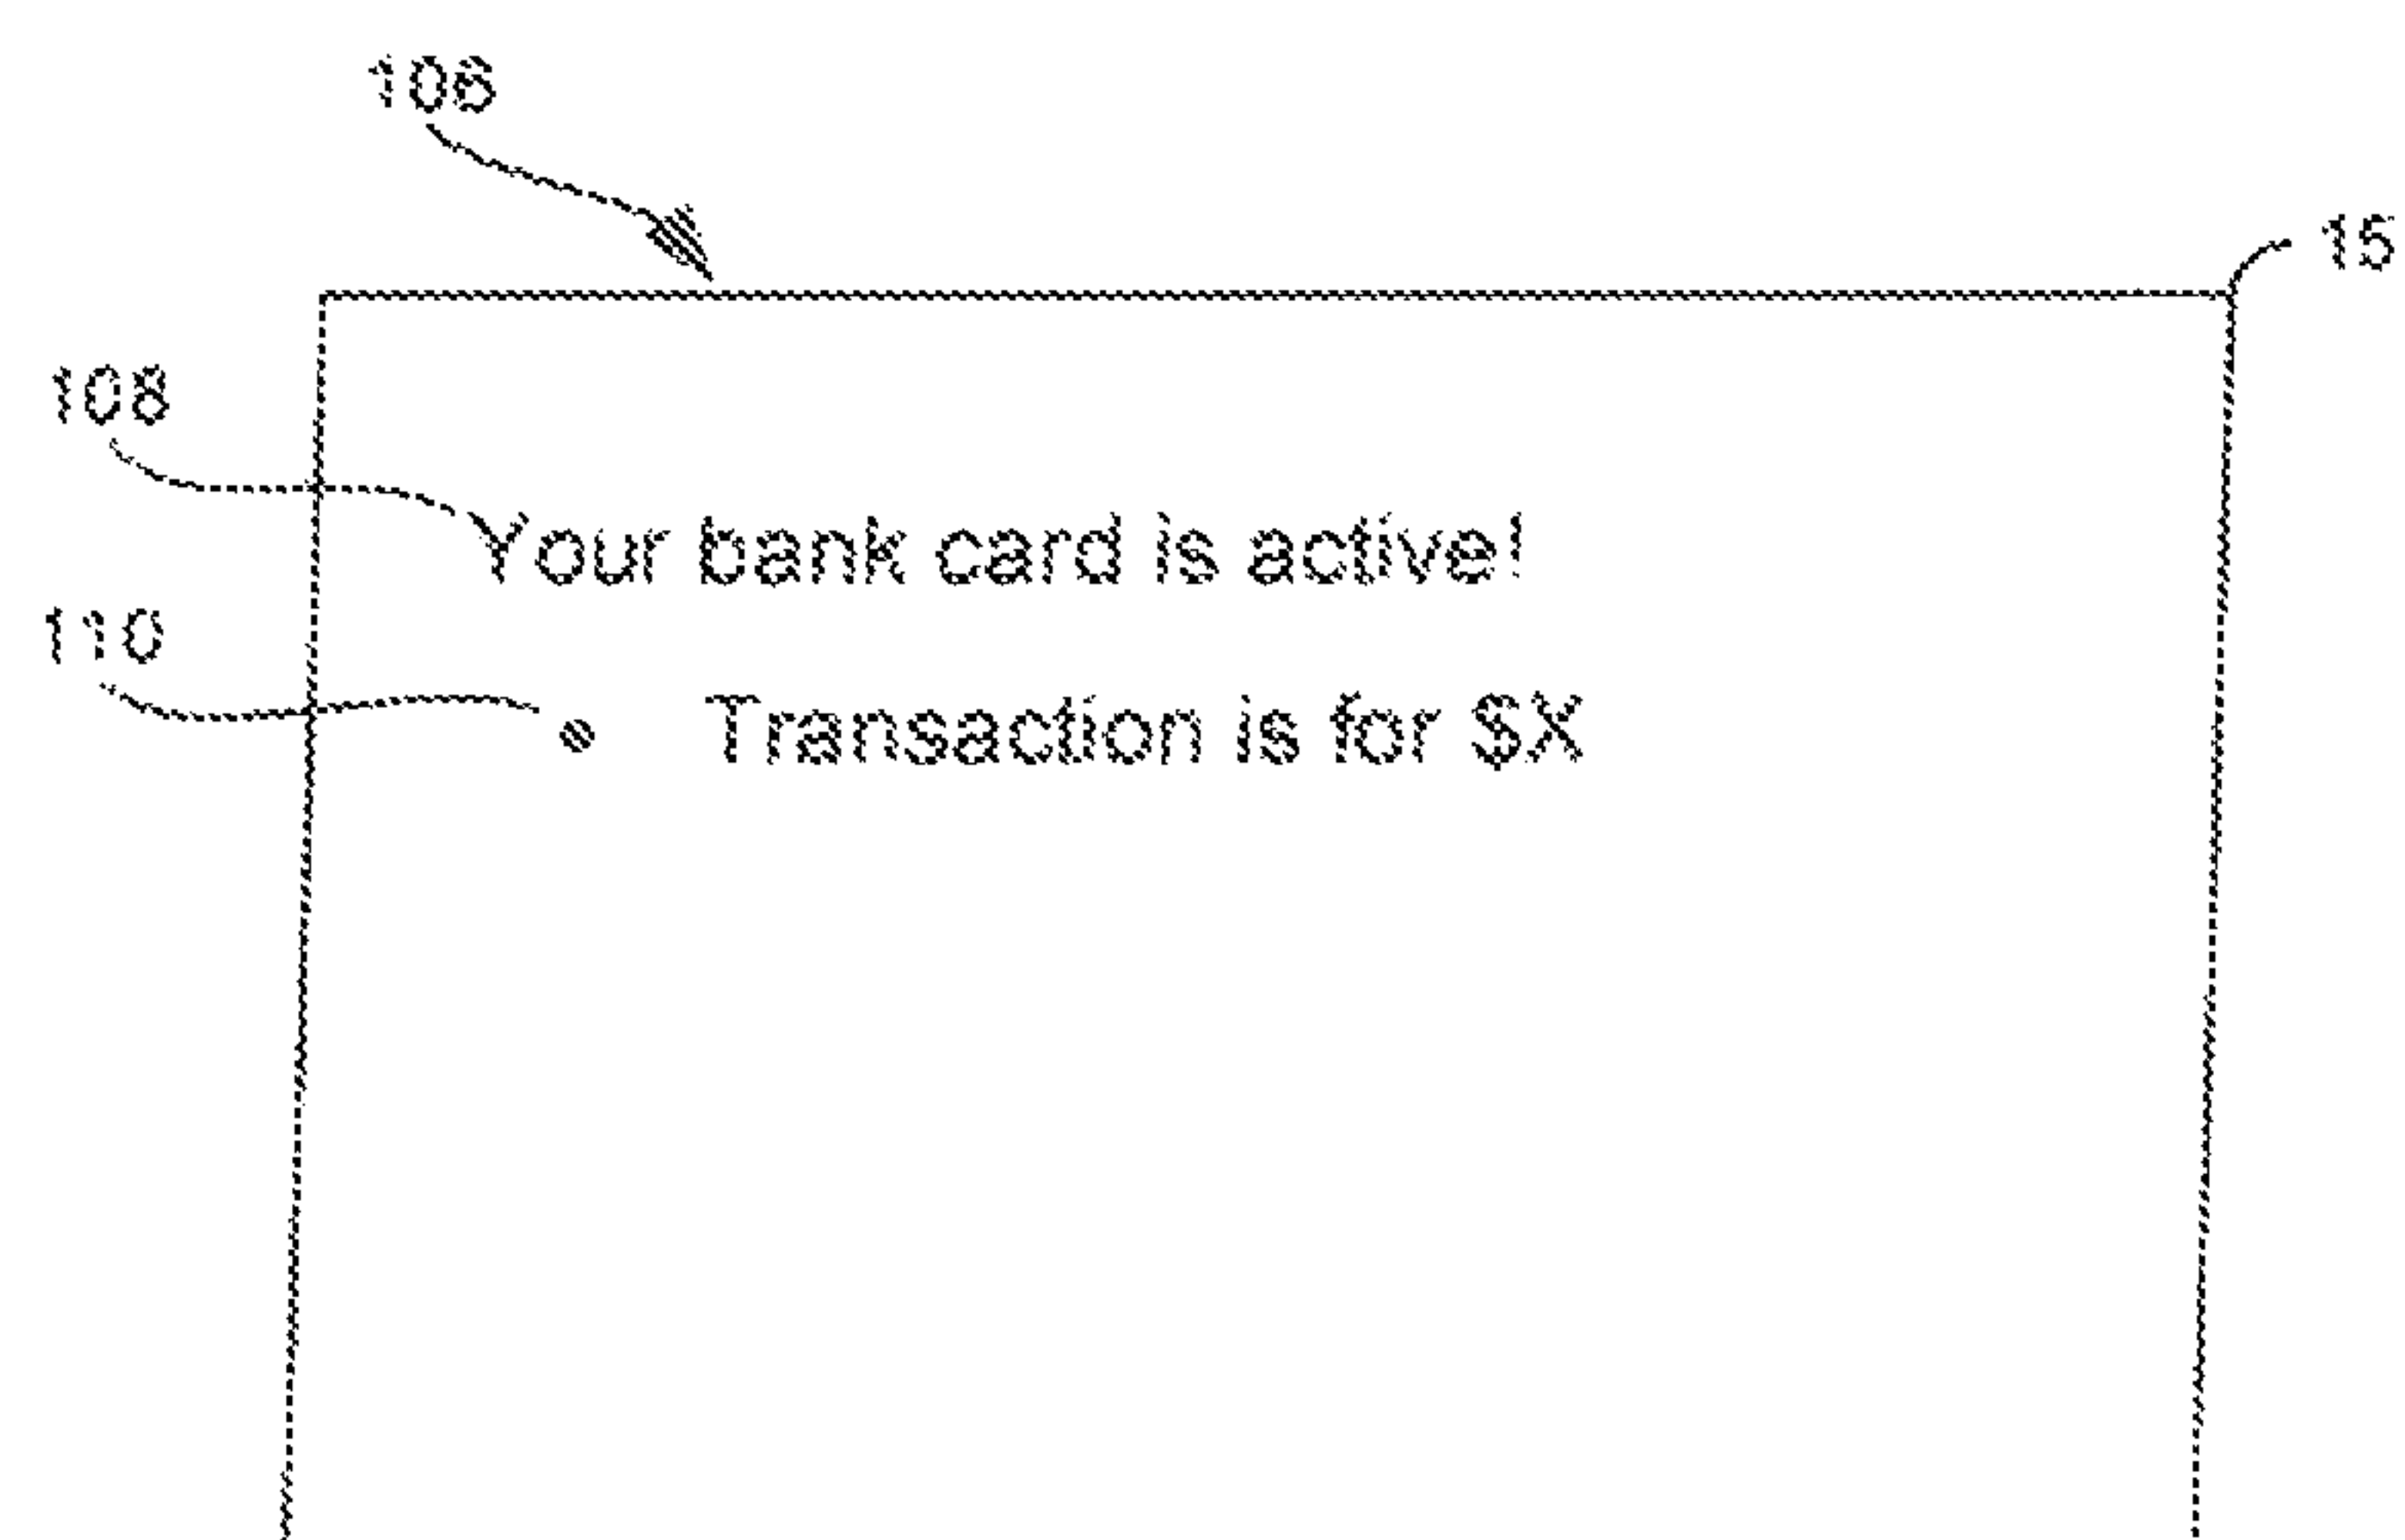 106
15
108
Your bank card is active!
110
• Transaction is for $X